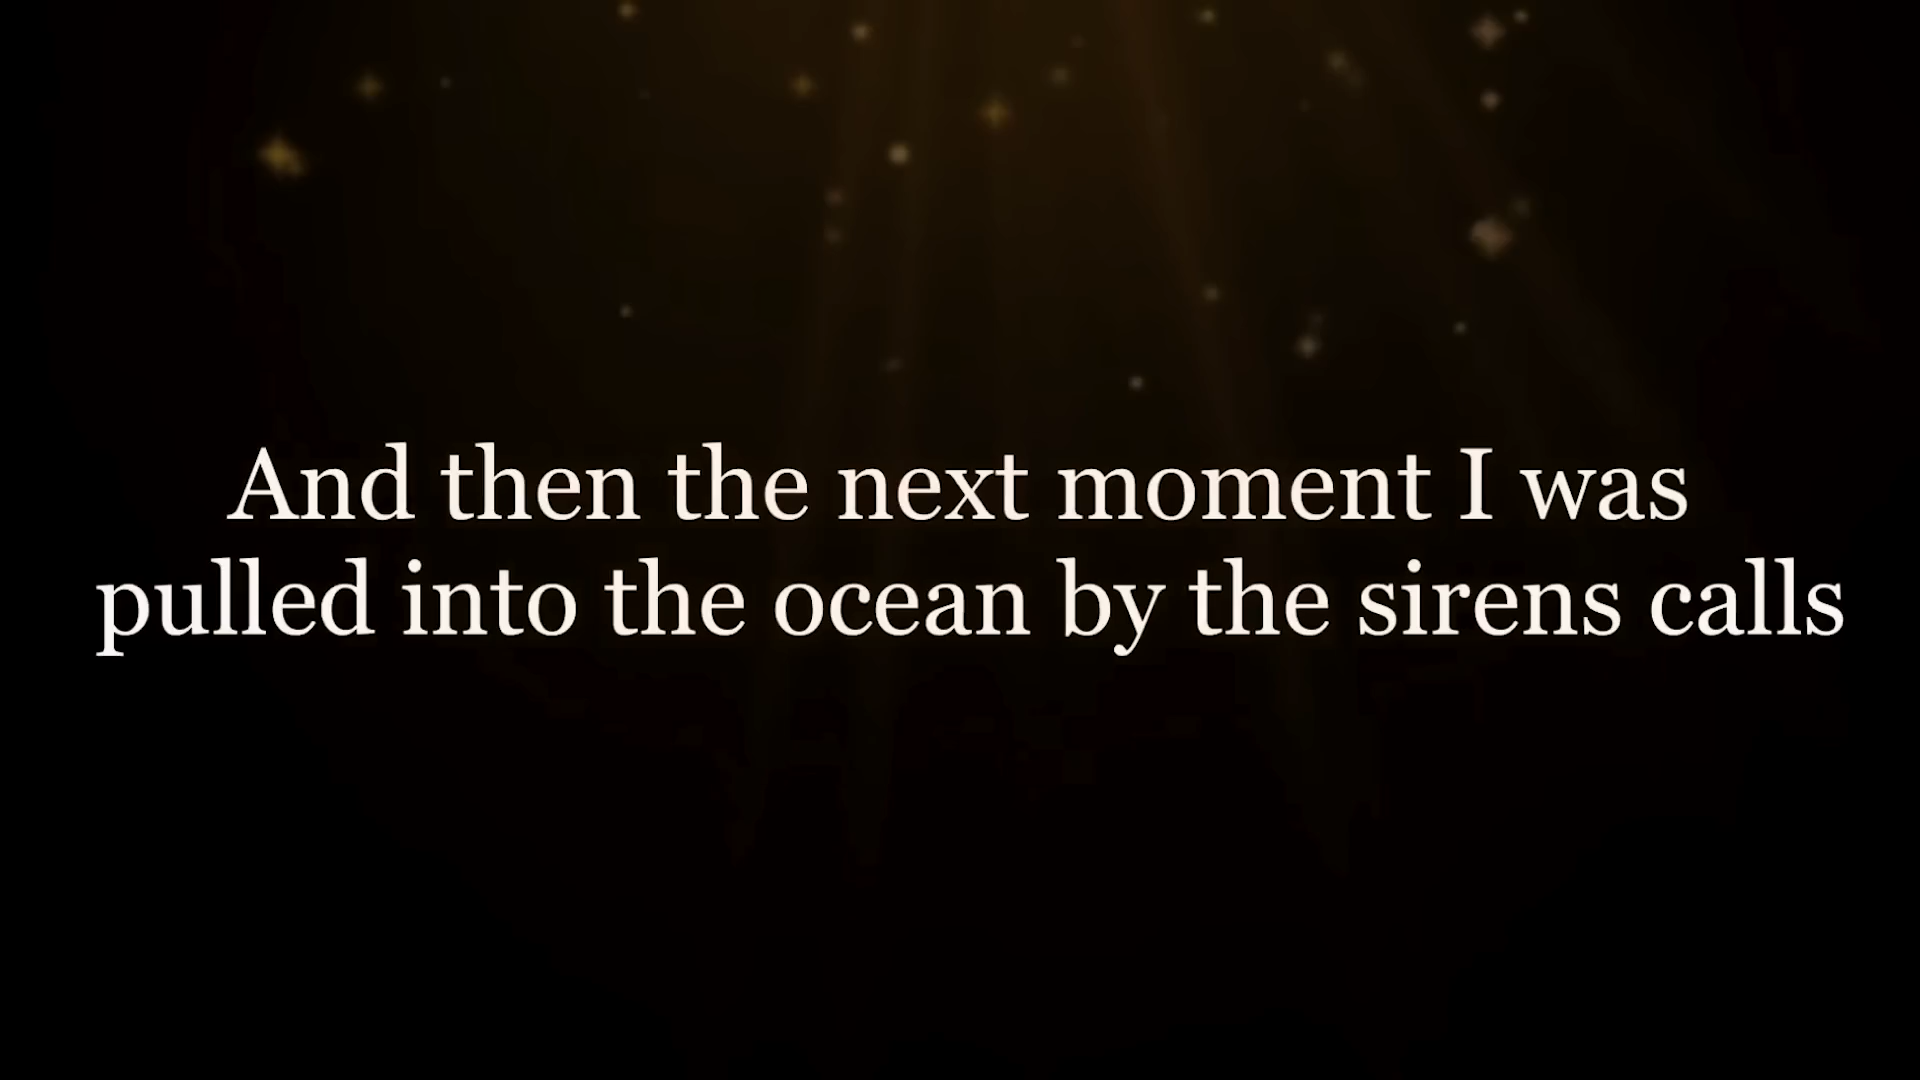 And then the next moment I was
pulled into the ocean by the sirens calls